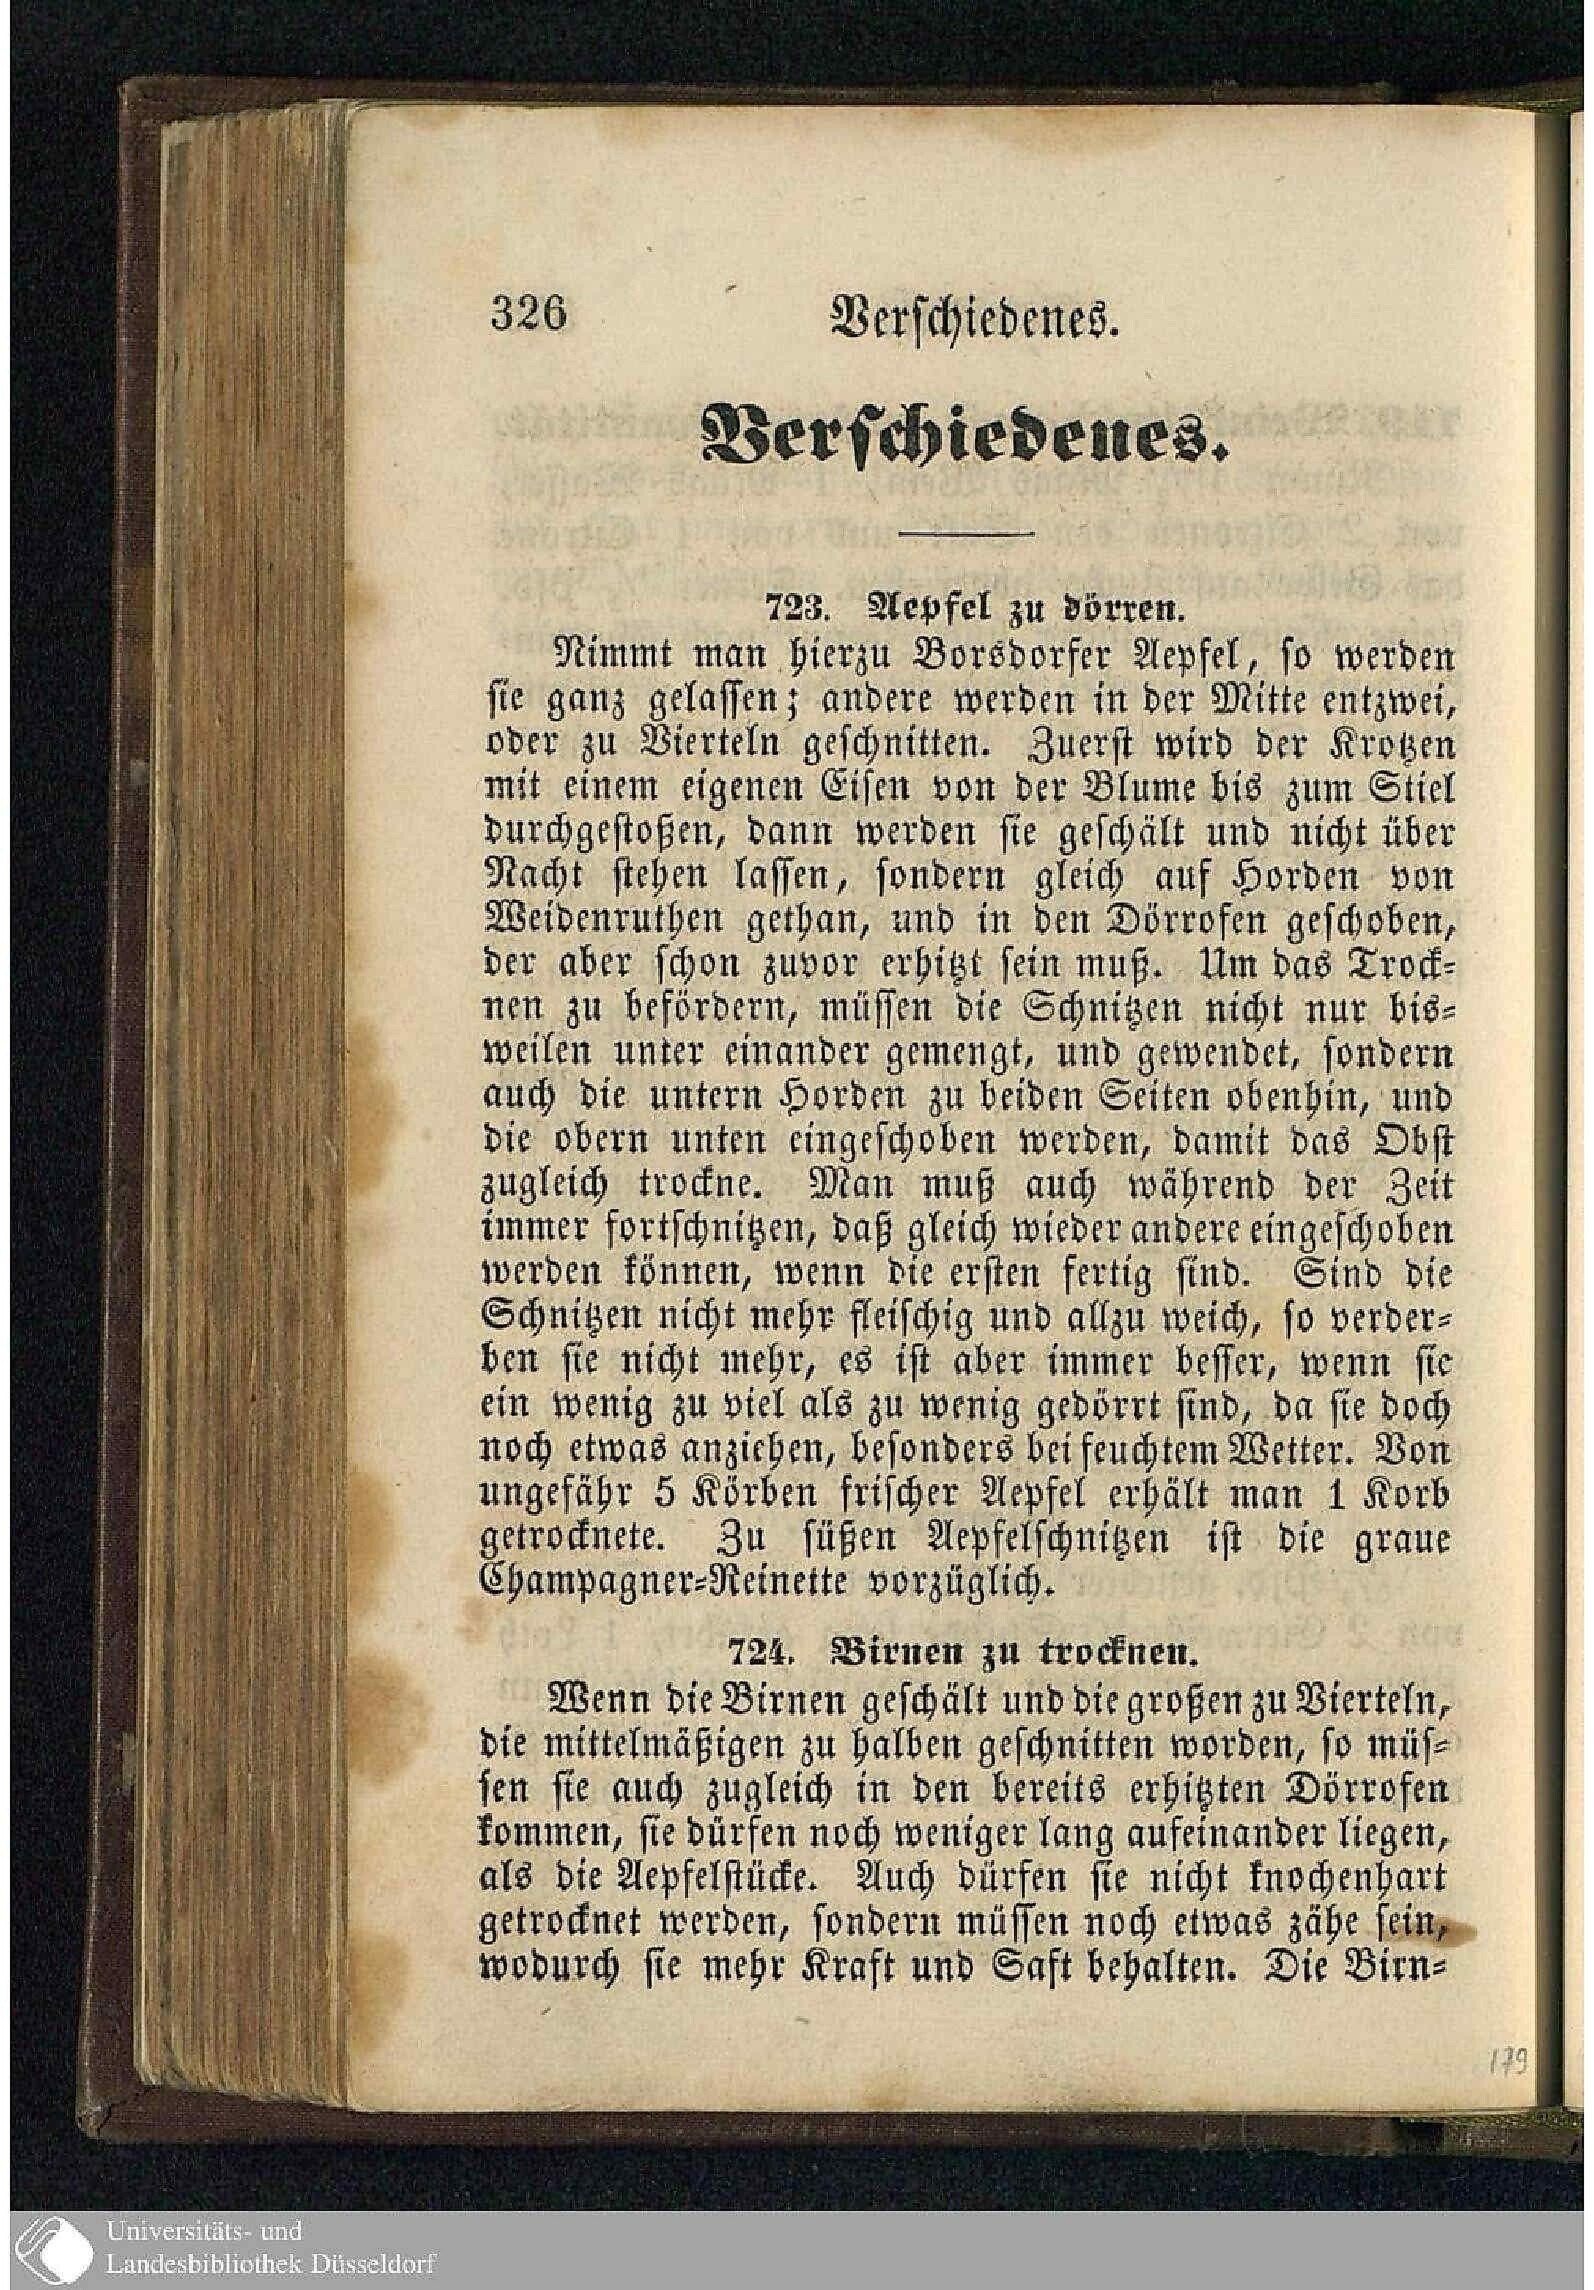 326 Verschiedenes.
Verschiedenes.
723. Aepfel zu dörren.
Nimmt man hierzu Borsdorfer Aepfel, so werden
sie ganz gelassen; andere werden in der Mitte entzwei,
oder zu Vierteln geschnitten. Zuerst wird der Krotzen
mit einem eigenen Eisen von der Blume bis zum Stiel
durchgestoßen, dann werden sie geschält und nicht über
Nacht stehen lassen, sondern gleich auf Horden von
Weidenruthen gethan, und in den Dörrofen geschoben,
der aber schon zuvor erhitzt sein muß. Um das Trock-
nen zu befördern, müssen die Schnitzen nicht nur bis-
weilen unter einander gemengt, und gewendet, sondern
auch die untern Horden zu beiden Seiten obenhin, und
die obern unten eingeschoben werden, damit das Obst
zugleich trockne. Man muß auch während der Zeit
immer fortschnitzen, daß gleich wieder andere eingeschoben
werden können, wenn die ersten fertig sind. Sind die
Schnitzen nicht mehr fleischig und allzu weich, so verder-
ben sie nicht mehr, es ist aber immer besser, wenn sie
ein wenig zu viel als zu wenig gedörrt sind, da sie doch
noch etwas anziehen, besonders bei feuchtem Wetter. Von
ungefähr 5 Körben frischer Aepfel erhält man 1 Korb
getrocknete. Zu süßen Aepfelschnitzen ist die graue
Champagner-Reinette vorzüglich.
724. Birnen zu trocknen.
Wenn die Birnen geschält und die großen zu Vierteln,
die mittelmäßigen zu halben geschnitten worden, so müs-
sen sie auch zugleich in den bereits erhitzten Dörrofen
kommen, sie dürfen noch weniger lang aufeinander liegen,
als die Aepfelstücke. Auch dürfen sie nicht knochenhart
getrocknet werden, sondern müssen noch etwas zähe sein,
wodurch sie mehr Kraft und Saft behalten. Die Birn-
179
Universitäts- und
Landesbibliothek Düsseldorf